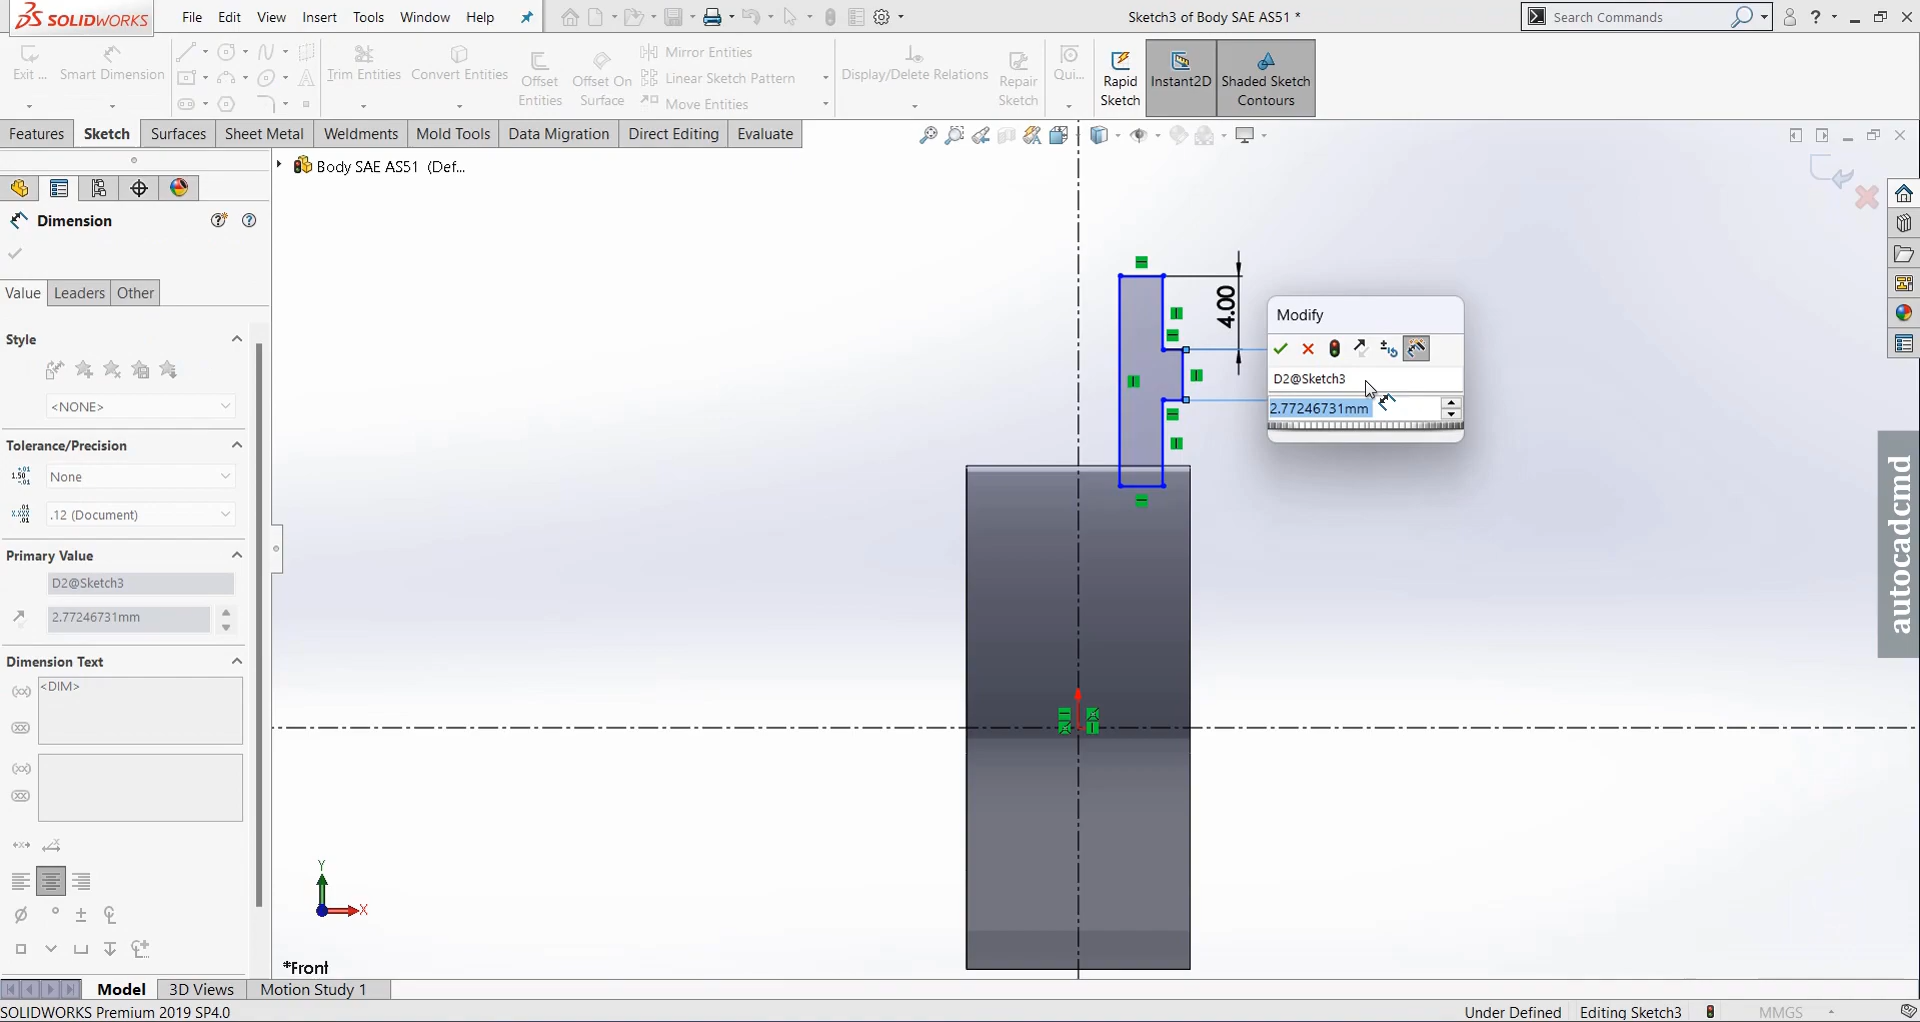 SOLIDWORKS
File Edit View Insert Tools Window Help
Sketch3 of Body SAE AS51 *
Search Commands
Exit ...
Smart Dimension
Trim Entities
Convert Entities
Offset Entities
Offset On Surface
Mirror Entities
Linear Sketch Pattern
Move Entities
Display/Delete Relations
Repair Sketch
Qui...
Rapid Sketch
Instant2D
Shaded Sketch Contours
Features Sketch Surfaces Sheet Metal Weldments Mold Tools Data Migration Direct Editing Evaluate
Body SAE AS51 (Def...
Dimension
Value Leaders Other
Style
<NONE>
Tolerance/Precision
None
.12 (Document)
Primary Value
D2@Sketch3
2.77246731mm
Dimension Text
<DIM>
4.00
Modify
D2@Sketch3
2.77246731mm
autocadcmd
Y
X
*Front
Model 3D Views Motion Study 1
SOLIDWORKS Premium 2019 SP4.0
Under Defined
Editing Sketch3
MMGS